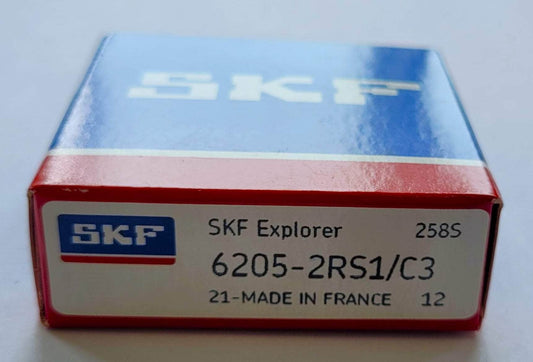 SKF
SKF
SKF Explorer 258S
6205-2RS1/C3
21-MADE IN FRANCE 12